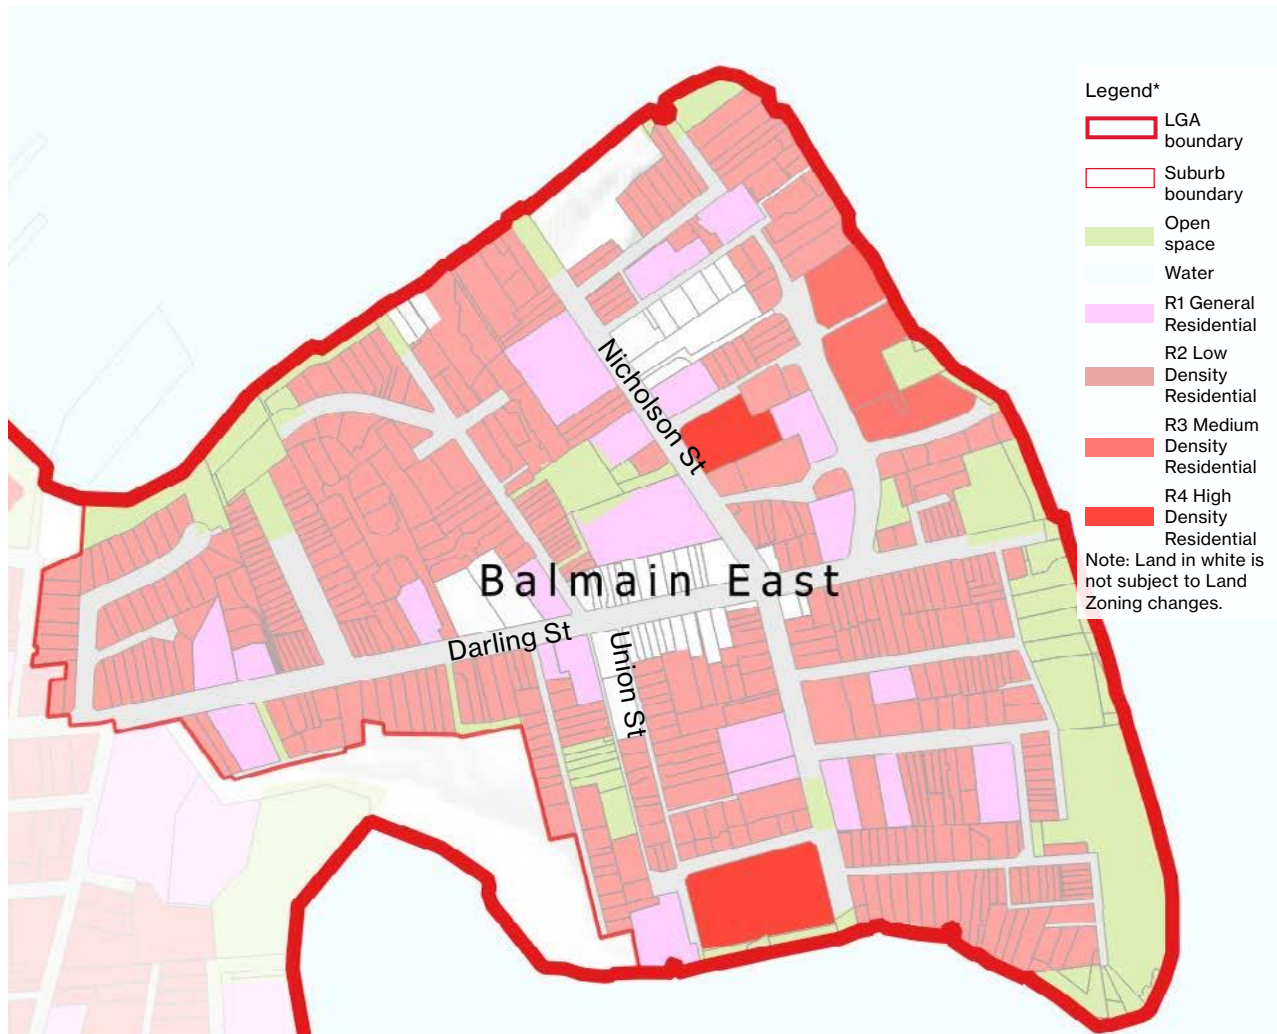 Legend*
LGA
boundary
Suburb
boundary
Open
space
Water
R1 General
Residential
R2 Low
Density
Residential
R3 Medium
Density
Residential
R4 High
Density
Residential
Note: Land in white is
not subject to Land
Zoning changes.
Nicholson St
Balmain East
Darling St
Union St